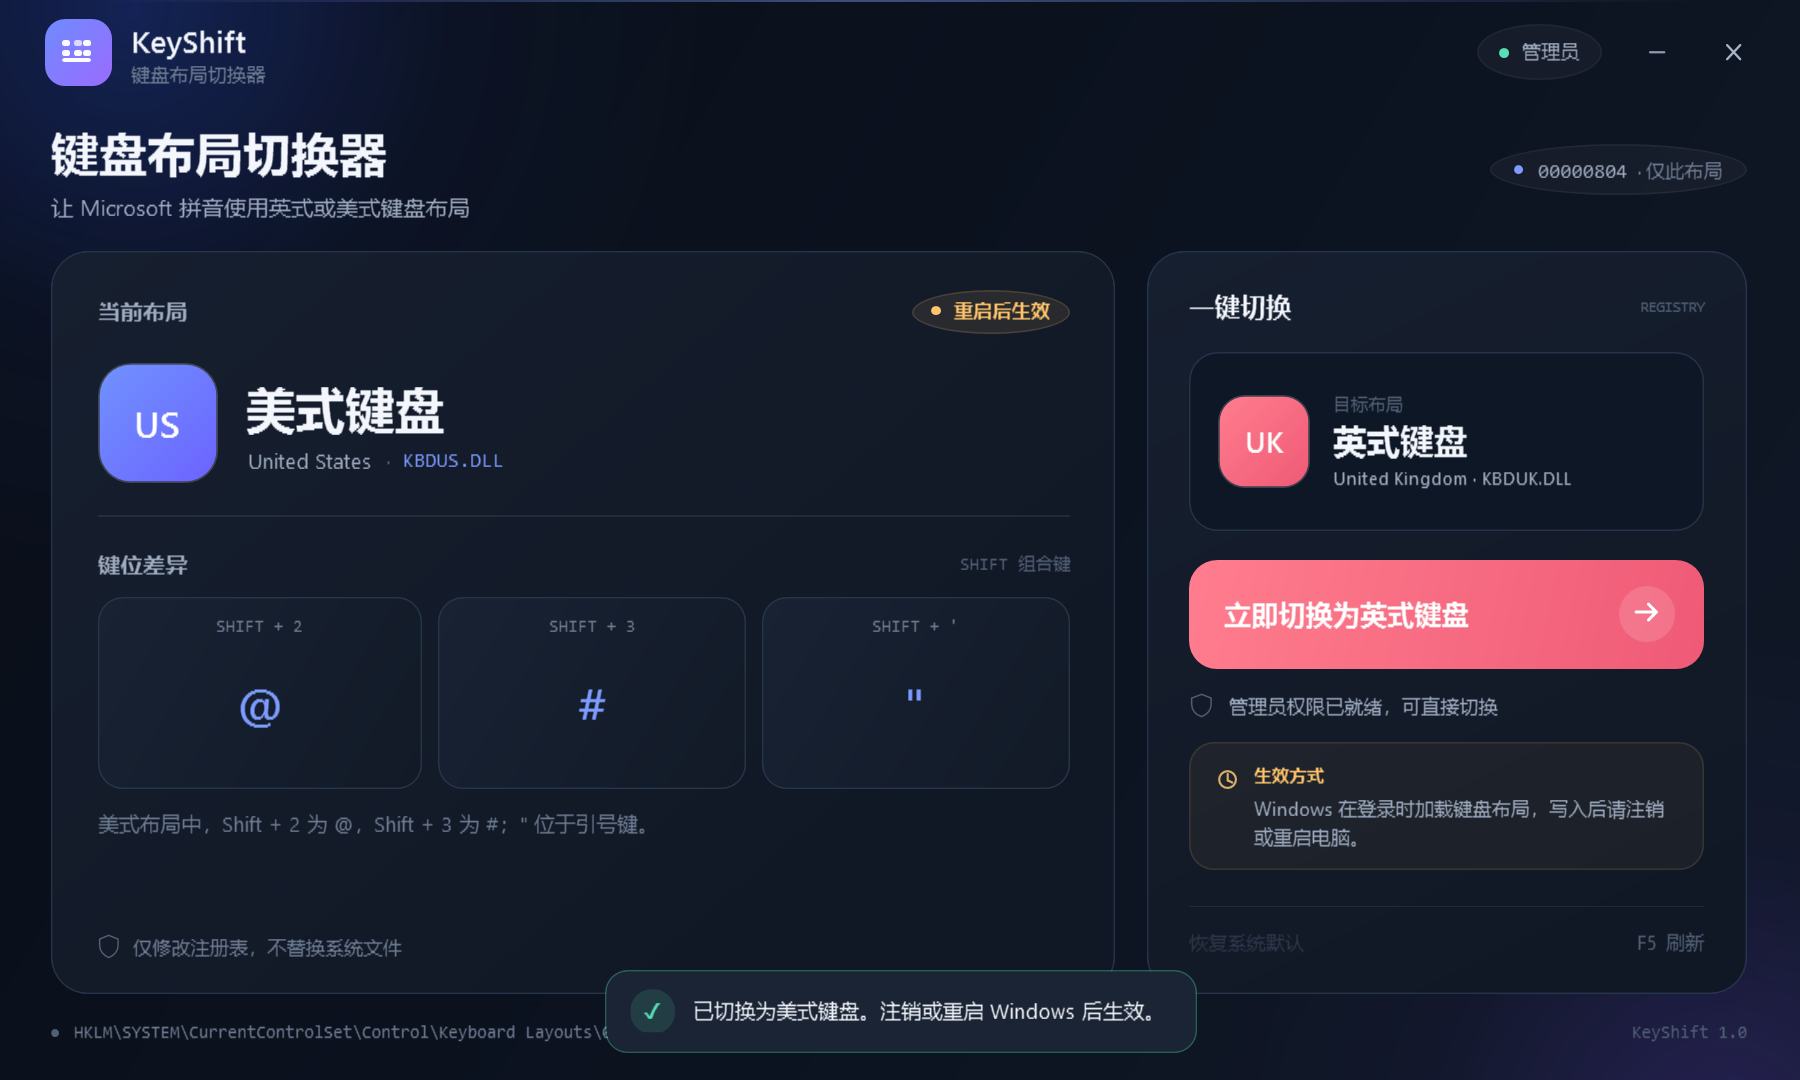 KeyShift
键盘布局切换器
管理员
键盘布局切换器
让 Microsoft 拼音使用英式或美式键盘布局
00000804 · 仅此布局
当前布局
重启后生效
US
美式键盘
United States · KBDUS.DLL
键位差异
SHIFT 组合键
SHIFT + 2
SHIFT + 3
SHIFT + '
@
#
"
美式布局中，Shift + 2 为 @，Shift + 3 为 #；" 位于引号键。
仅修改注册表，不替换系统文件
一键切换
REGISTRY
UK
目标布局
英式键盘
United Kingdom · KBDUK.DLL
立即切换为英式键盘
管理员权限已就绪，可直接切换
生效方式
Windows 在登录时加载键盘布局，写入后请注销
或重启电脑。
恢复系统默认
F5 刷新
已切换为美式键盘。注销或重启 Windows 后生效。
HKLM\SYSTEM\CurrentControlSet\Control\Keyboard Layouts\
KeyShift 1.0